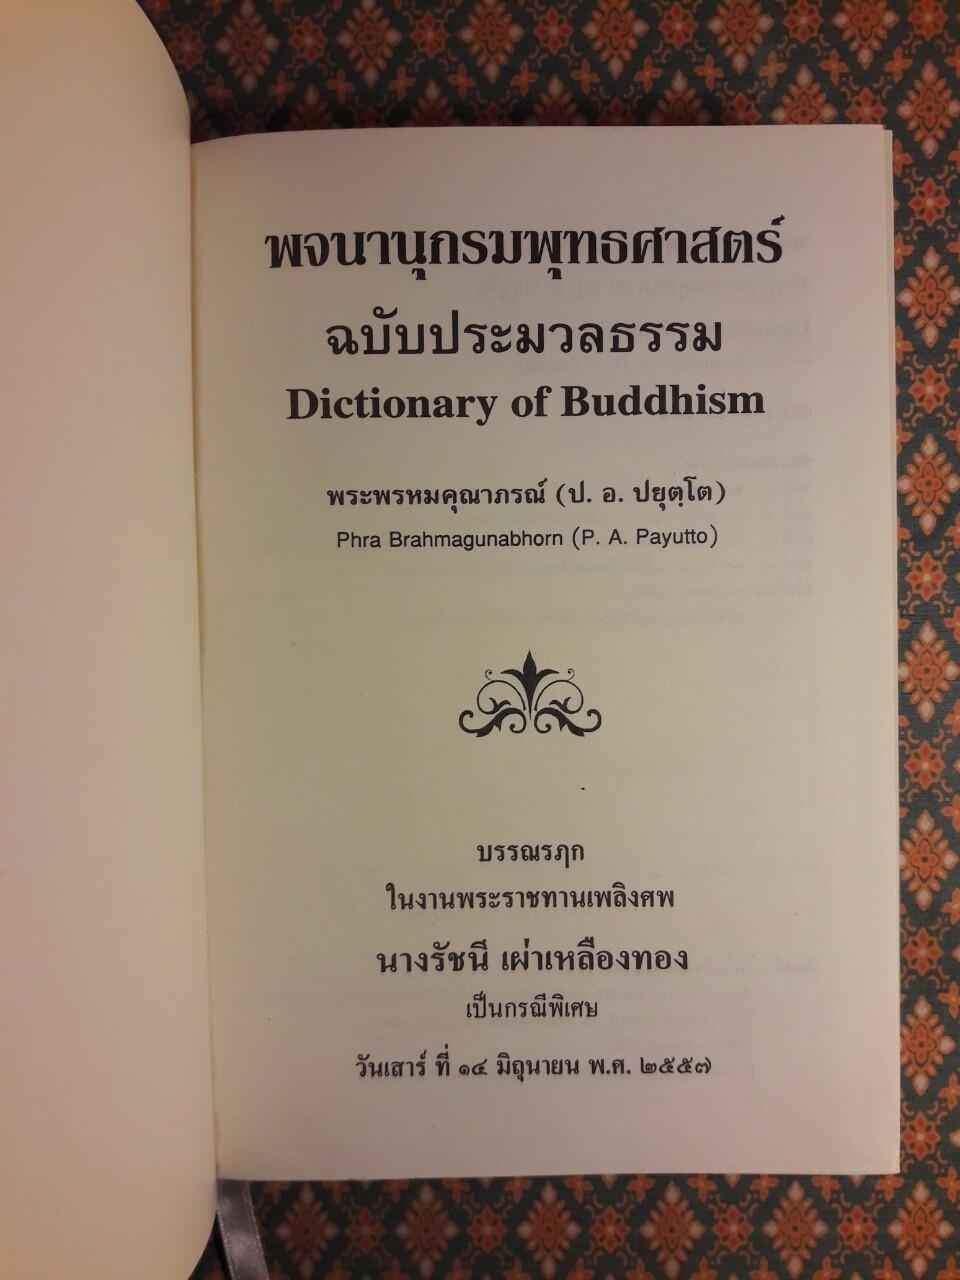 พจนานุกรมพุทธศาสตร์
ฉบับประมวลธรรม
Dictionary of Buddhism
พระพรหมคุณาภรณ์ (ป. อ. ปยุตฺโต)
Phra Brahmagunabhorn (P. A. Payutto)
บรรณรฦก
ในงานพระราชทานเพลิงศพ
นางรัชนี เผ่าเหลืองทอง
เป็นกรณีพิเศษ
วันเสาร์ ที่ ๑๔ มิถุนายน พ.ศ. ๒๕๕๗